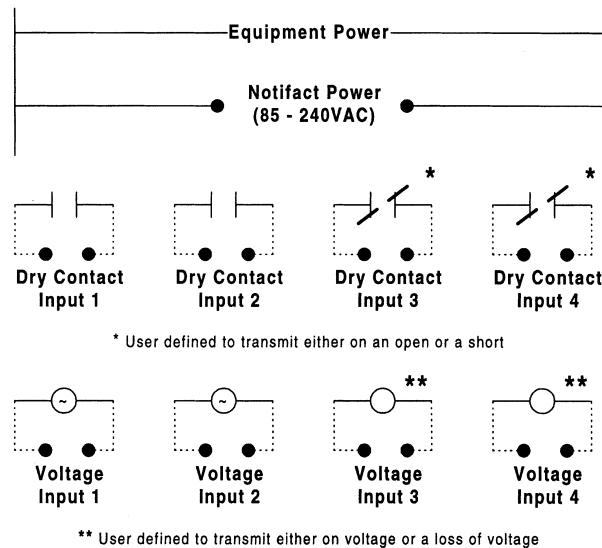 Equipment Power
Notifact Power
(85 - 240VAC)
* *
Dry Contact Dry Contact Dry Contact Dry Contact
Input 1 Input 2 Input 3 Input 4
* User defined to transmit either on an open or a short
** **
~ ~
Voltage Voltage Voltage Voltage
Input 1 Input 2 Input 3 Input 4
** User defined to transmit either on voltage or a loss of voltage